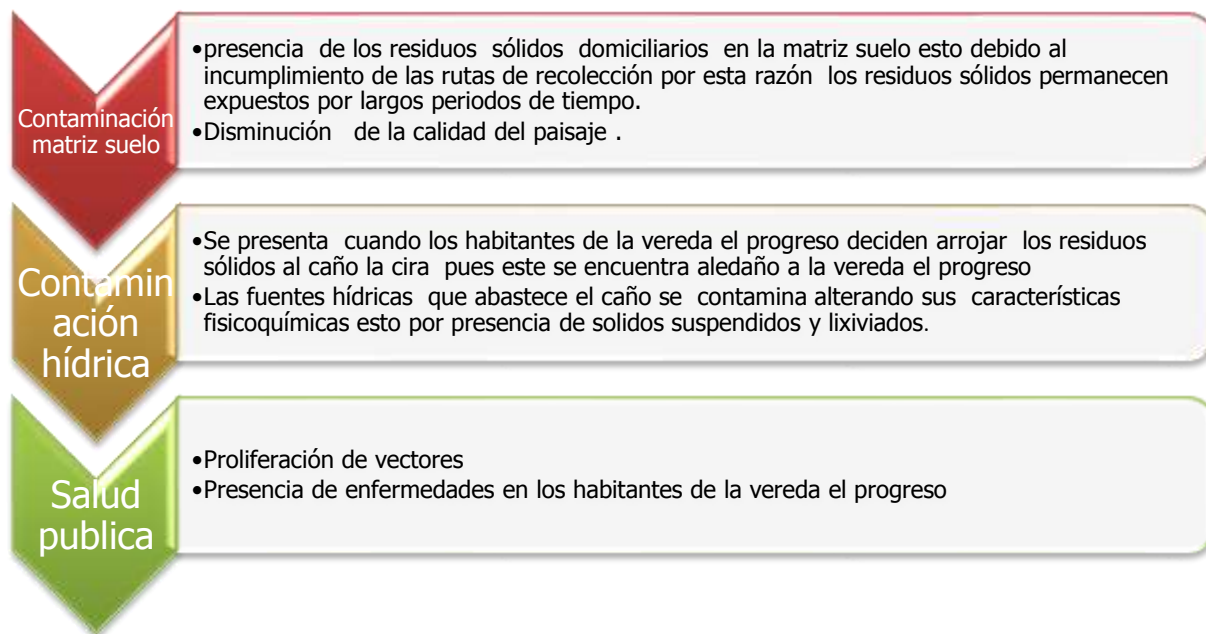 Contaminación
matriz suelo
•presencia de los residuos sólidos domiciliarios en la matriz suelo esto debido al
incumplimiento de las rutas de recolección por esta razón los residuos sólidos permanecen
expuestos por largos periodos de tiempo.
•Disminución de la calidad del paisaje .
Contamin
ación
hídrica
•Se presenta cuando los habitantes de la vereda el progreso deciden arrojar los residuos
sólidos al caño la cira pues este se encuentra aledaño a la vereda el progreso
•Las fuentes hídricas que abastece el caño se contamina alterando sus características
fisicoquímicas esto por presencia de solidos suspendidos y lixiviados.
Salud
publica
•Proliferación de vectores
•Presencia de enfermedades en los habitantes de la vereda el progreso